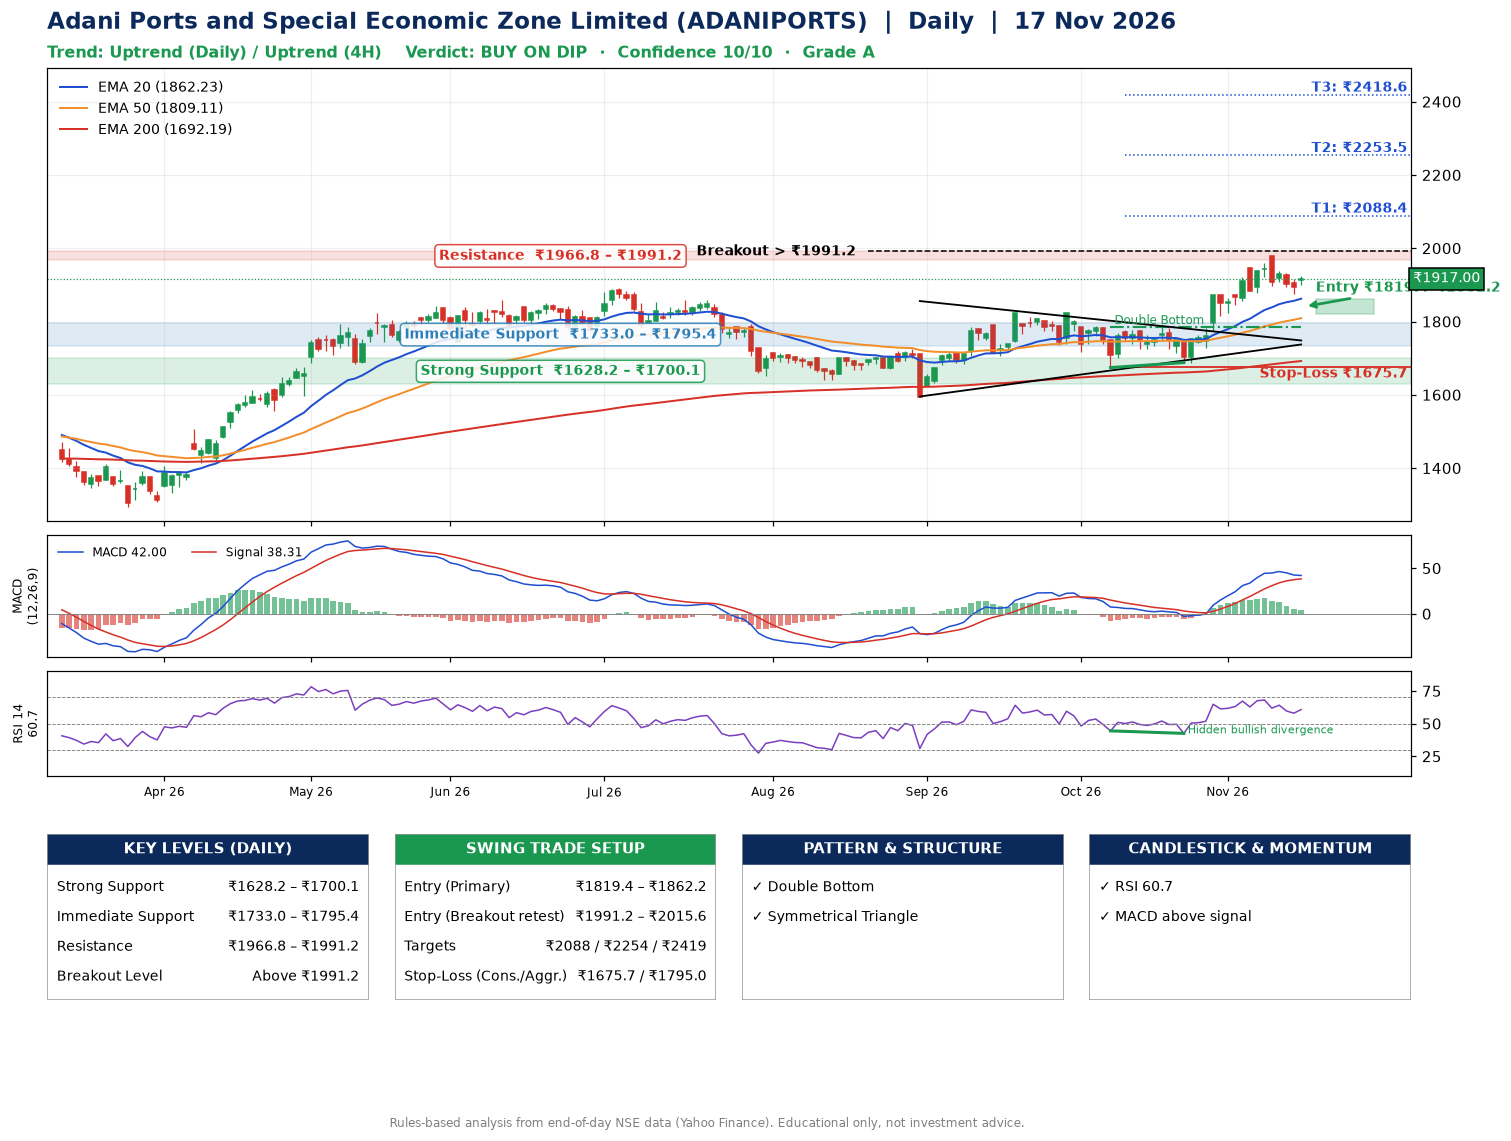 Adani Ports and Special Economic Zone Limited (ADANIPORTS) | Daily | 17 Nov 2026
Trend: Uptrend (Daily) / Uptrend (4H) Verdict: BUY ON DIP · Confidence 10/10 · Grade A
EMA 20 (1862.23)
EMA 50 (1809.11)
EMA 200 (1692.19)
T3: ₹2418.6
T2: ₹2253.5
T1: ₹2088.4
Breakout > ₹1991.2
Resistance ₹1966.8 – ₹1991.2
₹1917.00
Entry ₹1819.
.2
Double Bottom
Immediate Support ₹1733.0 – ₹1795.4
Strong Support ₹1628.2 – ₹1700.1
Stop-Loss ₹1675.7
2400
2200
2000
1800
1600
1400
MACD 42.00
Signal 38.31
MACD
(12,26,9)
50
0
RSI 14
60.7
Hidden bullish divergence
75
50
25
Apr 26
May 26
Jun 26
Jul 26
Aug 26
Sep 26
Oct 26
Nov 26
KEY LEVELS (DAILY)
Strong Support ₹1628.2 – ₹1700.1
Immediate Support ₹1733.0 – ₹1795.4
Resistance ₹1966.8 – ₹1991.2
Breakout Level Above ₹1991.2
SWING TRADE SETUP
Entry (Primary) ₹1819.4 – ₹1862.2
Entry (Breakout retest) ₹1991.2 – ₹2015.6
Targets ₹2088 / ₹2254 / ₹2419
Stop-Loss (Cons./Aggr.) ₹1675.7 / ₹1795.0
PATTERN & STRUCTURE
✓ Double Bottom
✓ Symmetrical Triangle
CANDLESTICK & MOMENTUM
✓ RSI 60.7
✓ MACD above signal
Rules-based analysis from end-of-day NSE data (Yahoo Finance). Educational only, not investment advice.